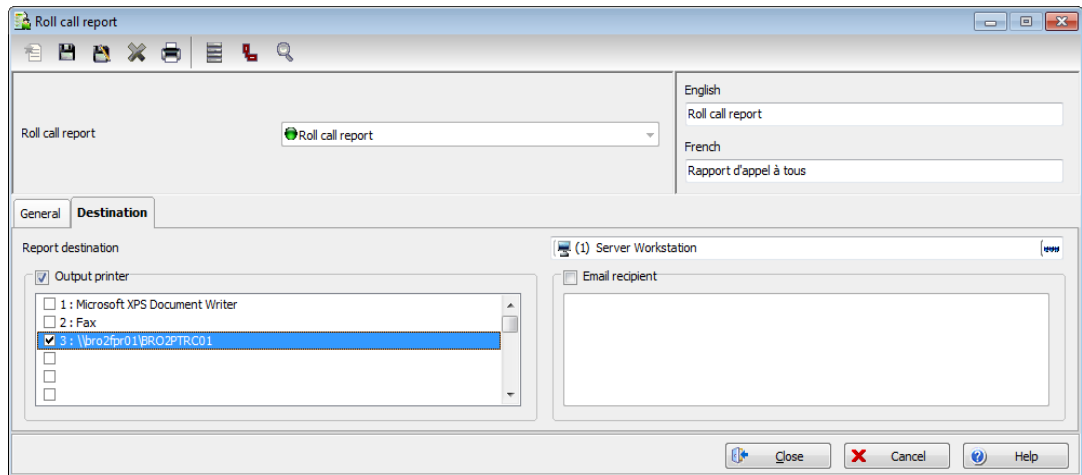 Roll call report
English
Roll call report
Roll call report
Roll call report
French
Rapport d'appel à tous
General
Destination
Report destination
(1) Server Workstation
Output printer
Email recipient
1 : Microsoft XPS Document Writer
2 : Fax
3 : \\bro2fpr01\BRO2PTRC01
Close
Cancel
Help